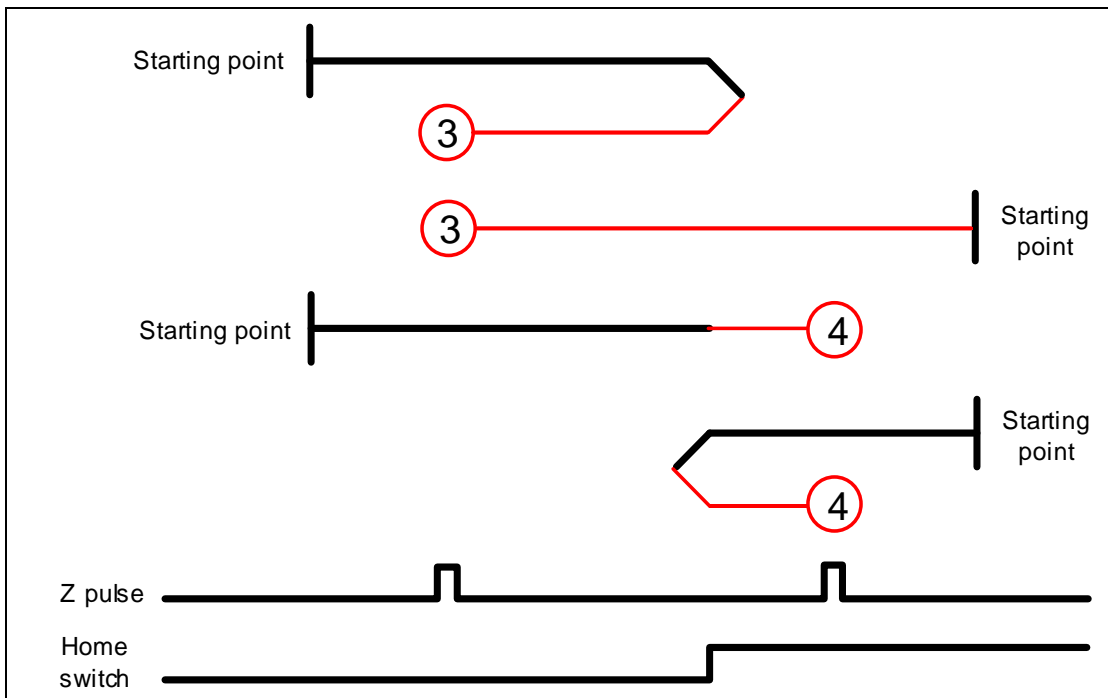 Starting point
3
3
Starting
point
Starting point
4
Starting
point
4
Z pulse
Home
switch